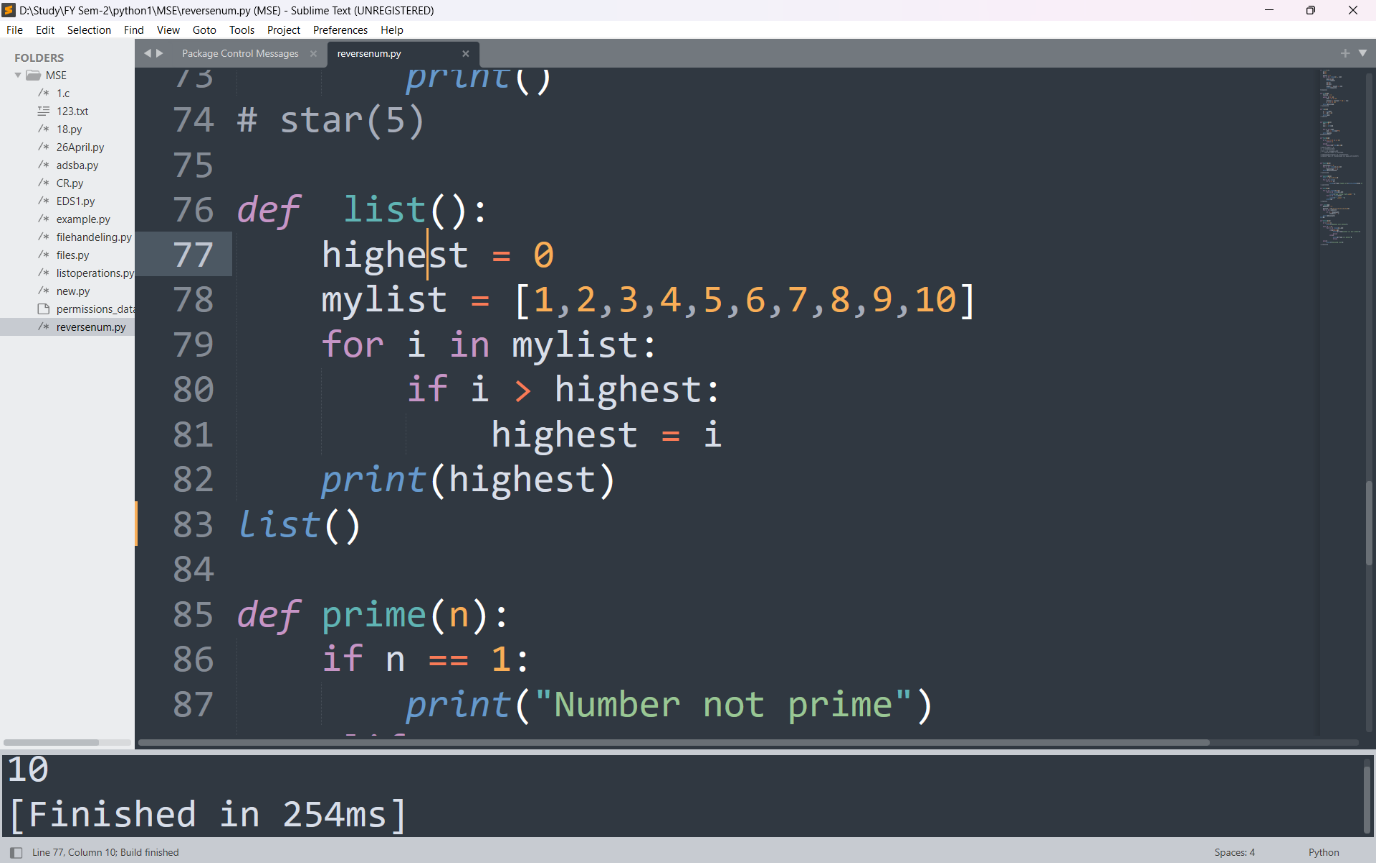 D:\Study\FY Sem-2\python1\MSE\reversenum.py (MSE) - Sublime Text (UNREGISTERED)
File Edit Selection Find View Goto Tools Project Preferences Help
FOLDERS
MSE
/* 1.c
123.txt
/* 18.py
/* 26April.py
/* adsba.py
/* CR.py
/* EDS1.py
/* example.py
/* filehandeling.py
/* files.py
/* listoperations.py
/* new.py
permissions_data
/* reversenum.py
Package Control Messages reversenum.py
73         print()
74 # star(5)
75
76 def  list():
77     highest = 0
78     mylist = [1,2,3,4,5,6,7,8,9,10]
79     for i in mylist:
80         if i > highest:
81             highest = i
82     print(highest)
83 list()
84
85 def prime(n):
86     if n == 1:
87         print("Number not prime")
10
[Finished in 254ms]
Line 77, Column 10; Build finished Spaces: 4 Python